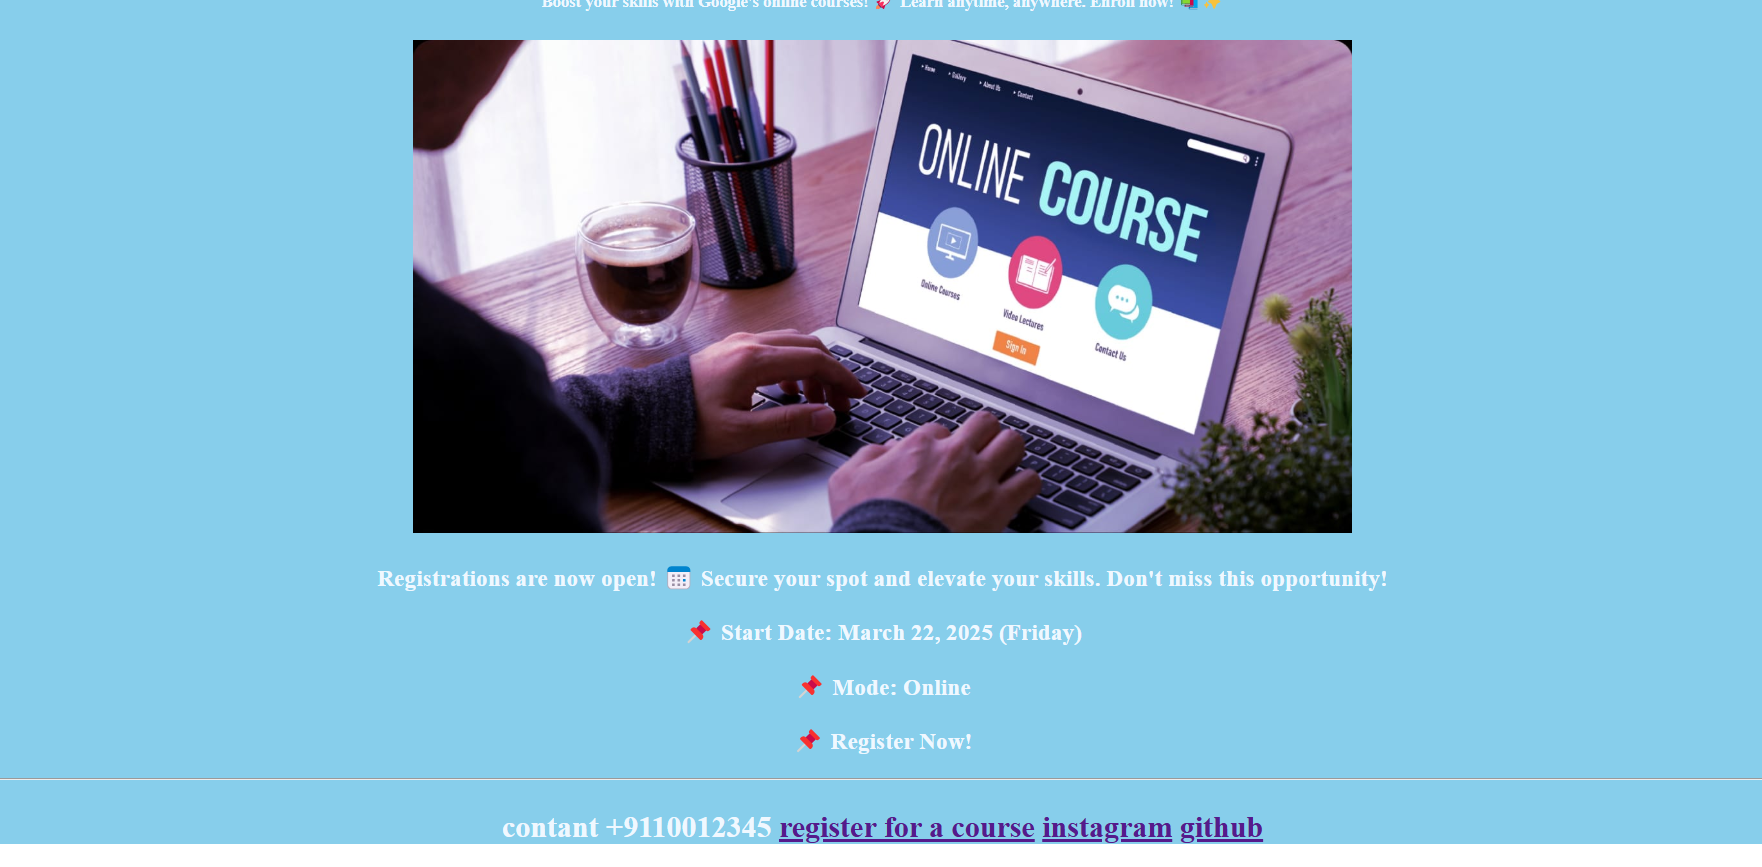 Boost your skills with Google's online courses! 🚀 Learn anytime, anywhere. Enroll now! 📚 ✨
Home Gallery About Us Contact
ONLINE COURSE
Online Courses
Video Lectures
Contact Us
Sign In
Registrations are now open! 📅 Secure your spot and elevate your skills. Don't miss this opportunity!
📌 Start Date: March 22, 2025 (Friday)
📌 Mode: Online
📌 Register Now!
contant +9110012345 register for a course instagram github